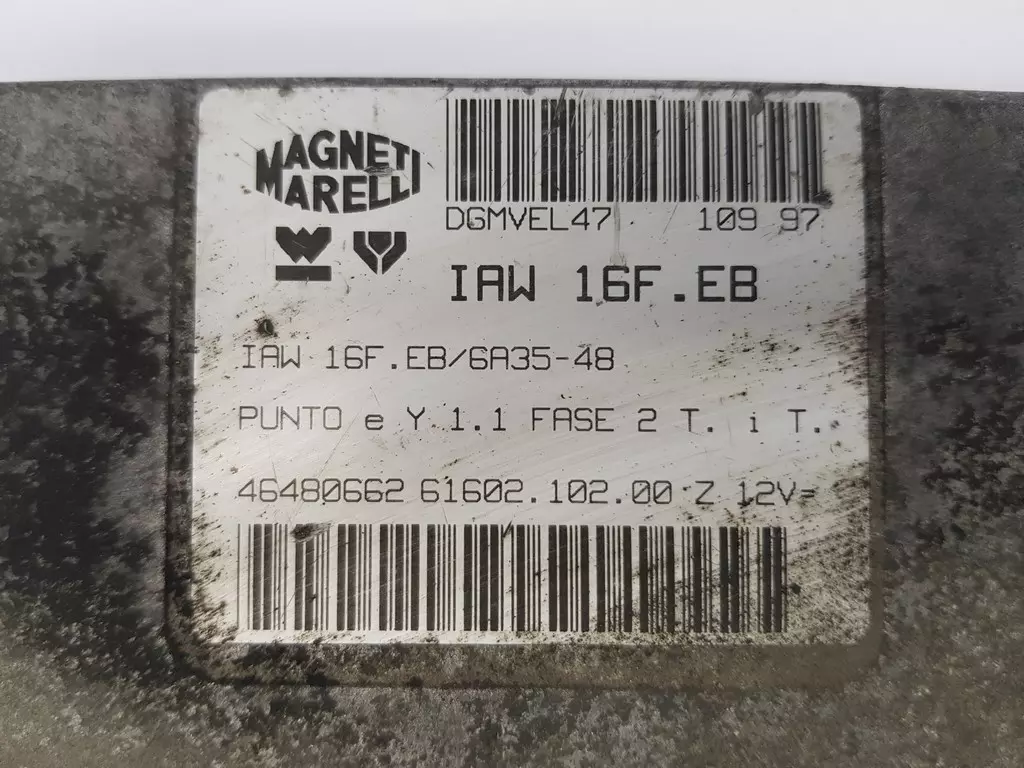 MAGNETI
MARELLI
DGMVEL47 109 97
IAW 16F.EB
IAW 16F.EB/6A35-48
PUNTO e Y 1.1 FASE 2 T. i T.
46480662 61602.102.00 Z 12V=